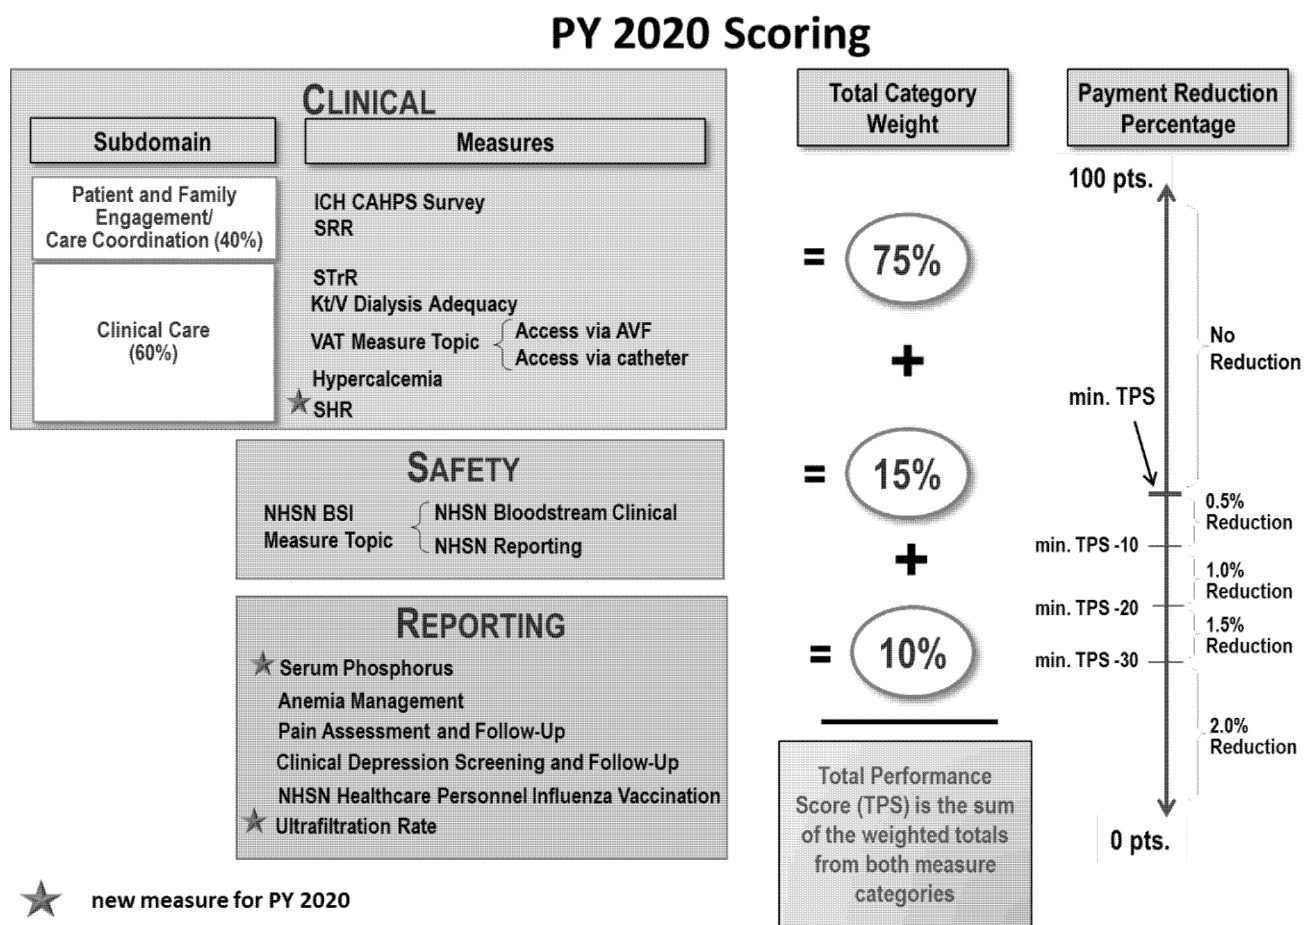 PY 2020 Scoring
CLINICAL
Subdomain
Measures
Patient and Family
Engagement/
Care Coordination (40%)
ICH CAHPS Survey
SRR
Clinical Care
(60%)
STrR
Kt/V Dialysis Adequacy
VAT Measure Topic
Access via AVF
Access via catheter
Hypercalcemia
SHR
SAFETY
NHSN BSI
Measure Topic
NHSN Bloodstream Clinical
NHSN Reporting
REPORTING
Serum Phosphorus
Anemia Management
Pain Assessment and Follow-Up
Clinical Depression Screening and Follow-Up
NHSN Healthcare Personnel Influenza Vaccination
Ultrafiltration Rate
new measure for PY 2020
Total Category
Weight
= 75%
+
= 15%
+
= 10%
Total Performance
Score (TPS) is the sum
of the weighted totals
from both measure
categories
Payment Reduction
Percentage
100 pts.
No
Reduction
min. TPS
0.5%
Reduction
min. TPS -10
1.0%
Reduction
min. TPS -20
1.5%
Reduction
min. TPS -30
2.0%
Reduction
0 pts.